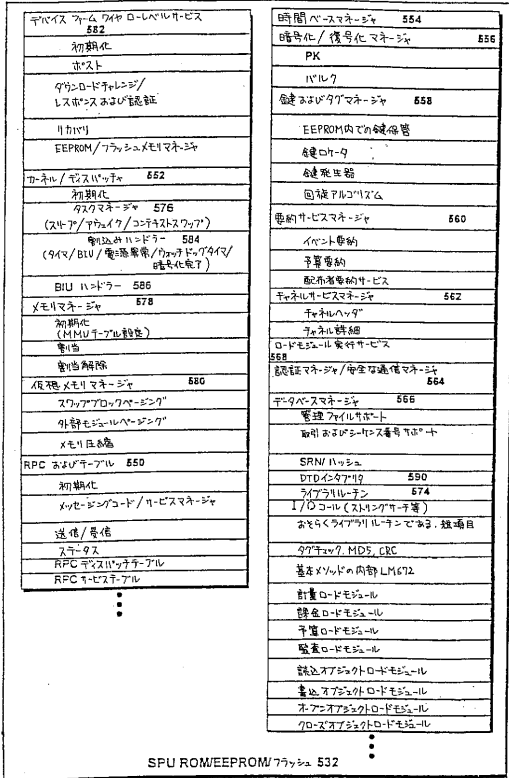 デバイス ファームウェア ローレベルサービス
582
初期化
ポスト
ダウンロードチャレンジ/
レスポンス および認証
リカバリ
EEPROM/フラッシュメモリマネージャ
カーネル/ディスパッチャ 552
初期化
タスクマネージャ 576
(スリープ/アウェイク/コンテキストスワップ)
割込みハンドラー 584
(タイマ/BIU/電源異常/ウォッチドッグタイマ/
暗号化完了)
BIU ハンドラー 586
メモリマネージャ 578
初期化
(MMUテーブル設定)
割当
割当解除
仮想メモリマネージャ 580
スワップブロックページング
外部モジュールページング
メモリ圧縮
RPC およびテーブル 550
初期化
メッセージングコード/サービスマネージャ
送信/受信
ステータス
RPC ディスパッチテーブル
RPC サービステーブル
時間ベースマネージャ 554
暗号化/復号化マネージャ 556
PK
バルク
鍵およびタグマネージャ 558
EEPROM内での鍵保管
鍵ロケータ
鍵発生器
回旋アルゴリズム
要約サービスマネージャ 560
イベント要約
予算要約
配布者要約サービス
チャネルサービスマネージャ 562
チャネルヘッダ
チャネル詳細
ロードモジュール実行サービス
568
認証マネージャ/安全な通信マネージャ
564
データベースマネージャ 566
管理ファイルサポート
取引およびシーケンス番号サポート
SRN/ハッシュ
DTDインタプリタ 590
ライブラリルーチン 574
I/Oコール(ストリングサーチ等)
おそらくライブラリルーチンである.雑項目
タグチェック, MD5, CRC
基本メソッドの内部LM672
計量ロードモジュール
課金ロードモジュール
予算ロードモジュール
監査ロードモジュール
読込オブジェクトロードモジュール
書込オブジェクトロードモジュール
オープンオブジェクトロードモジュール
クローズオブジェクトロードモジュール
SPU ROM/EEPROM/フラッシュ 532